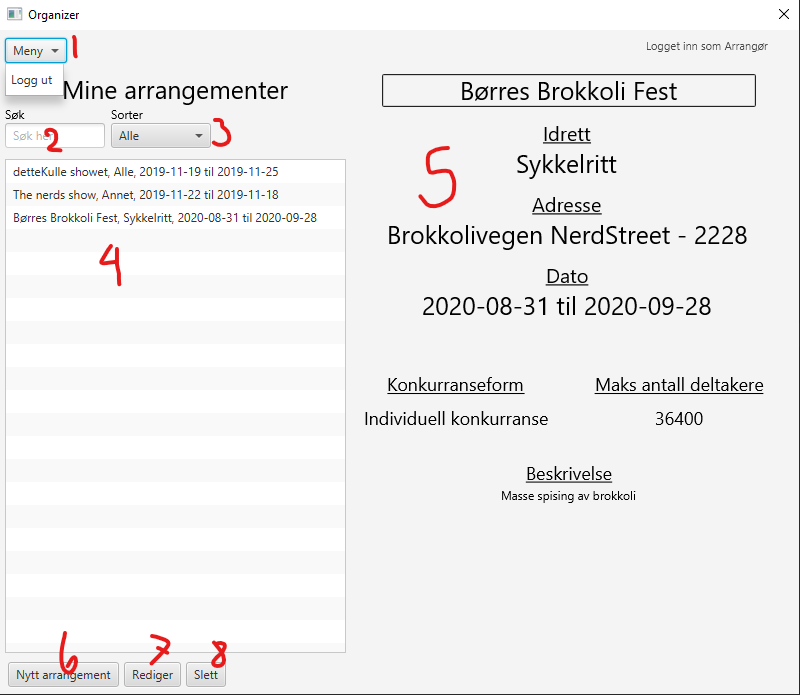 Organizer
Meny 1
Logget inn som Arrangør
Logg ut
Mine arrangementer
Søk
Sorter
Søk her 2
Alle 3
detteKulle showet, Alle, 2019-11-19 til 2019-11-25
The nerds show, Annet, 2019-11-22 til 2019-11-18
Børres Brokkoli Fest, Sykkelritt, 2020-08-31 til 2020-09-28
4
Børres Brokkoli Fest
5
Idrett
Sykkelritt
Adresse
Brokkolivegen NerdStreet - 2228
Dato
2020-08-31 til 2020-09-28
Konkurranseform
Maks antall deltakere
Individuell konkurranse
36400
Beskrivelse
Masse spising av brokkoli
6 7 8
Nytt arrangement
Rediger
Slett